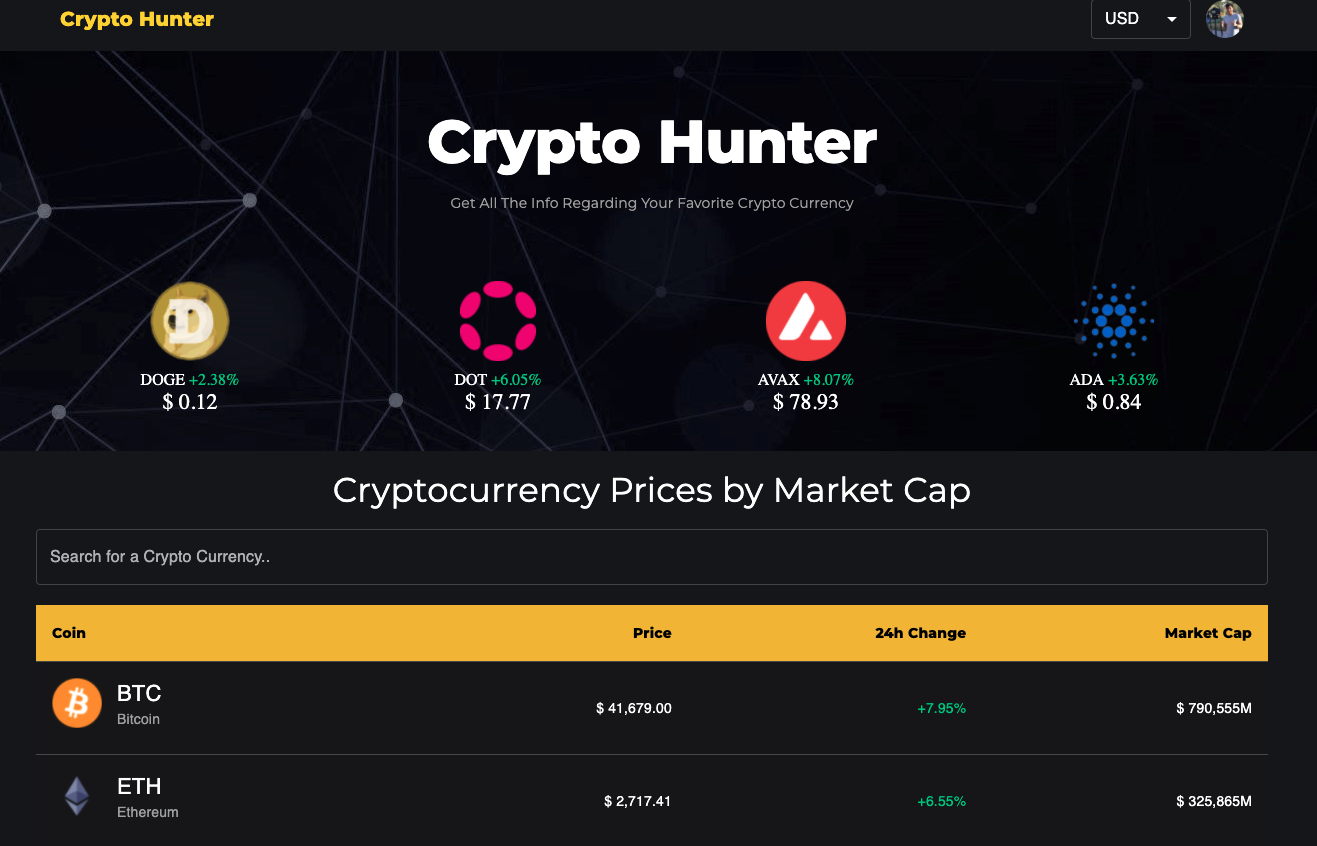 Crypto Hunter
USD
Crypto Hunter
Get All The Info Regarding Your Favorite Crypto Currency
DOGE +2.38%
$ 0.12
DOT +6.05%
$ 17.77
AVAX +8.07%
$ 78.93
ADA +3.63%
$ 0.84
Cryptocurrency Prices by Market Cap
Search for a Crypto Currency..
Coin Price 24h Change Market Cap
BTC
Bitcoin
$ 41,679.00 +7.95% $ 790,555M
ETH
Ethereum
$ 2,717.41 +6.55% $ 325,865M